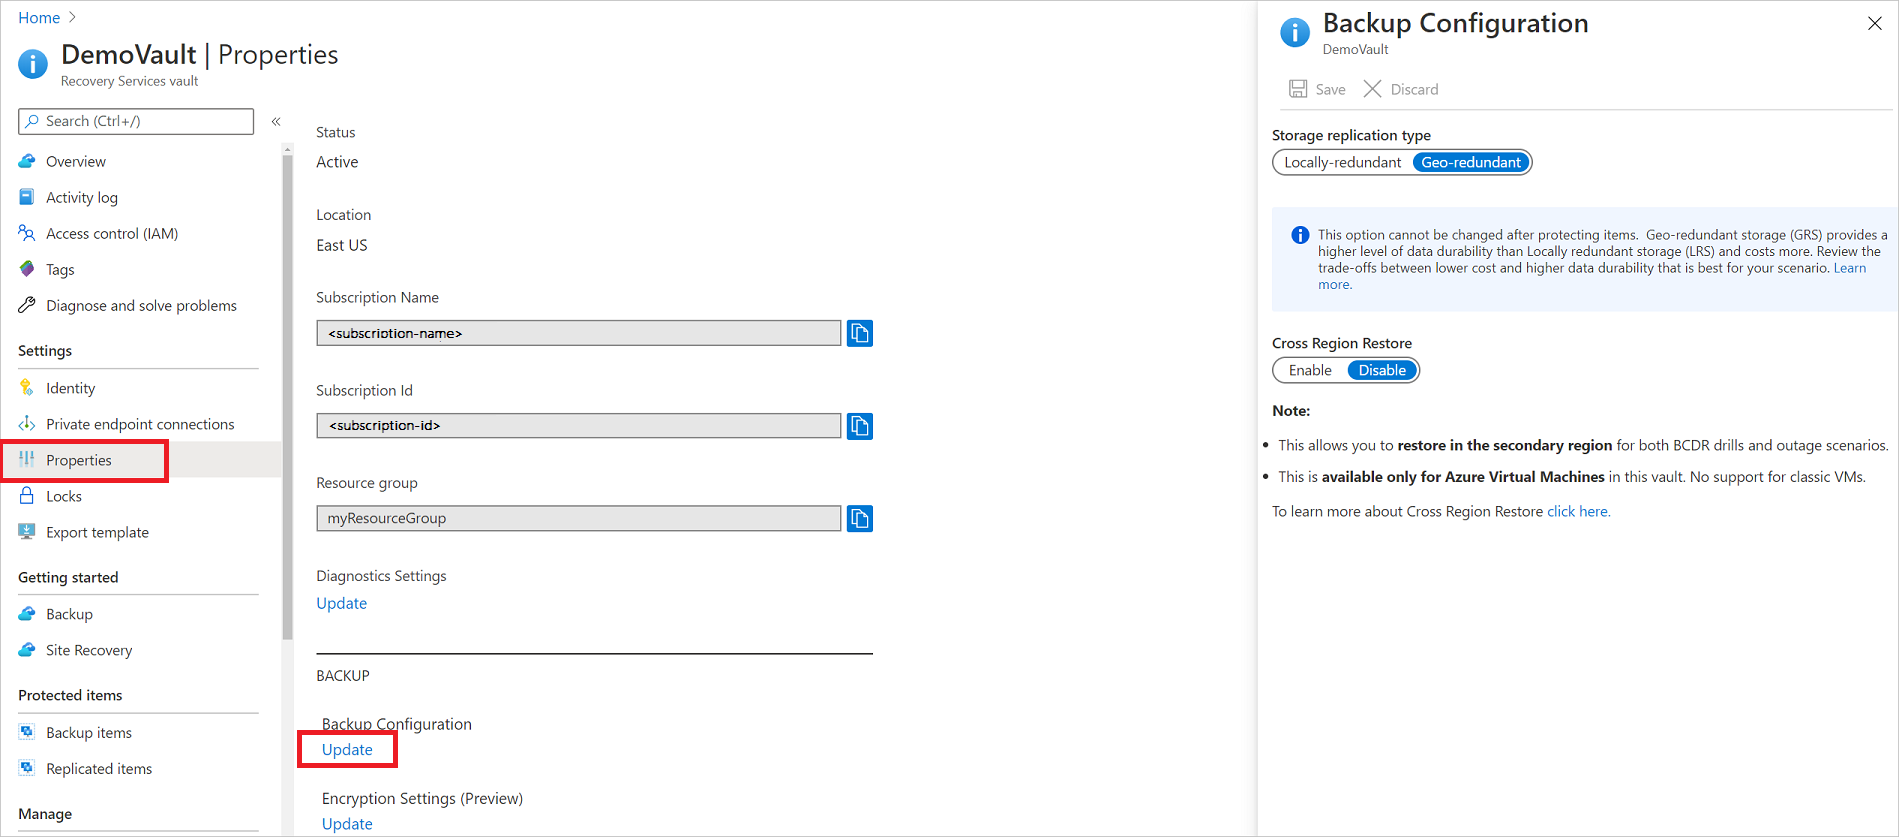 Home
DemoVault | Properties
Recovery Services vault
Search (Ctrl+/)
Overview
Activity log
Access control (IAM)
Tags
Diagnose and solve problems
Settings
Identity
Private endpoint connections
Properties
Locks
Export template
Getting started
Backup
Site Recovery
Protected items
Backup items
Replicated items
Manage
Status
Active
Location
East US
Subscription Name
<subscription-name>
Subscription Id
<subscription-id>
Resource group
myResourceGroup
Diagnostics Settings
Update
BACKUP
Backup Configuration
Update
Encryption Settings (Preview)
Update
Backup Configuration
DemoVault
Save Discard
Storage replication type
Locally-redundant Geo-redundant
This option cannot be changed after protecting items. Geo-redundant storage (GRS) provides a
higher level of data durability than Locally redundant storage (LRS) and costs more. Review the
trade-offs between lower cost and higher data durability that is best for your scenario. Learn
more.
Cross Region Restore
Enable Disable
Note:
• This allows you to restore in the secondary region for both BCDR drills and outage scenarios.
• This is available only for Azure Virtual Machines in this vault. No support for classic VMs.
To learn more about Cross Region Restore click here.